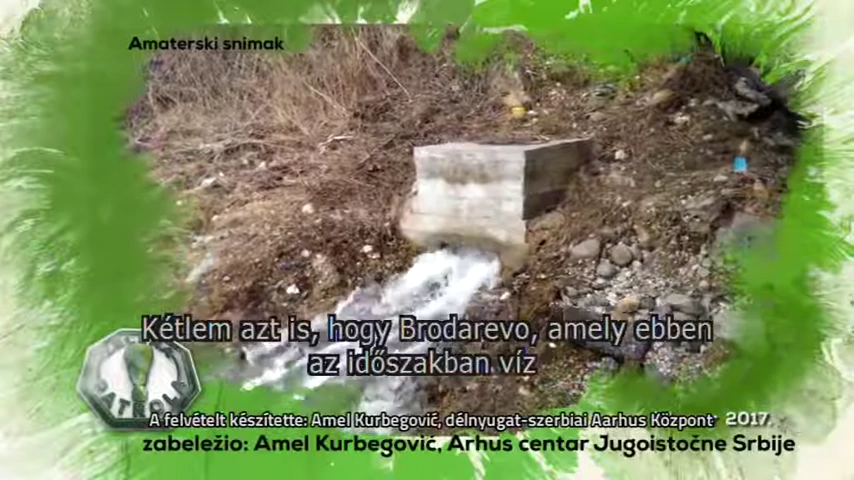 Amaterski snimak
Kétlem azt is, hogy Brodarevo, amely ebben
az időszakban víz
PATROLA
A felvételt készítette: Amel Kurbegović, délnyugat-szerbiai Aarhus Központ
2017.
zabeležio: Amel Kurbegović, Arhus centar Jugoistočne Srbije